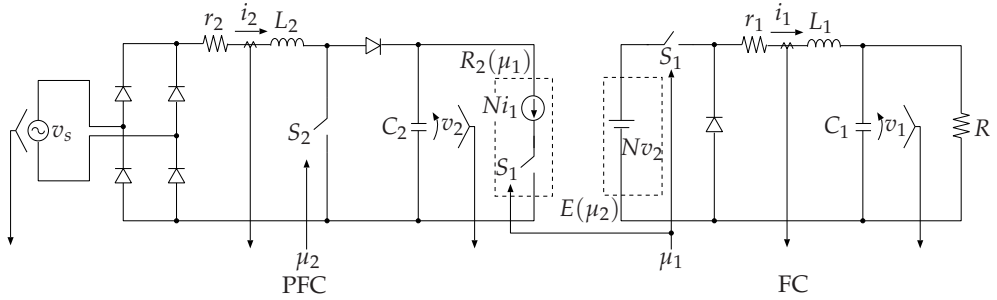 r₂ i₂ L₂
r₁ i₁ L₁
R₂(μ₁)
S₁
Ni₁
vₛ
S₂
C₂ v₂
S₁
Nv₂
C₁ v₁
R
E(μ₂)
μ₂
μ₁
PFC
FC